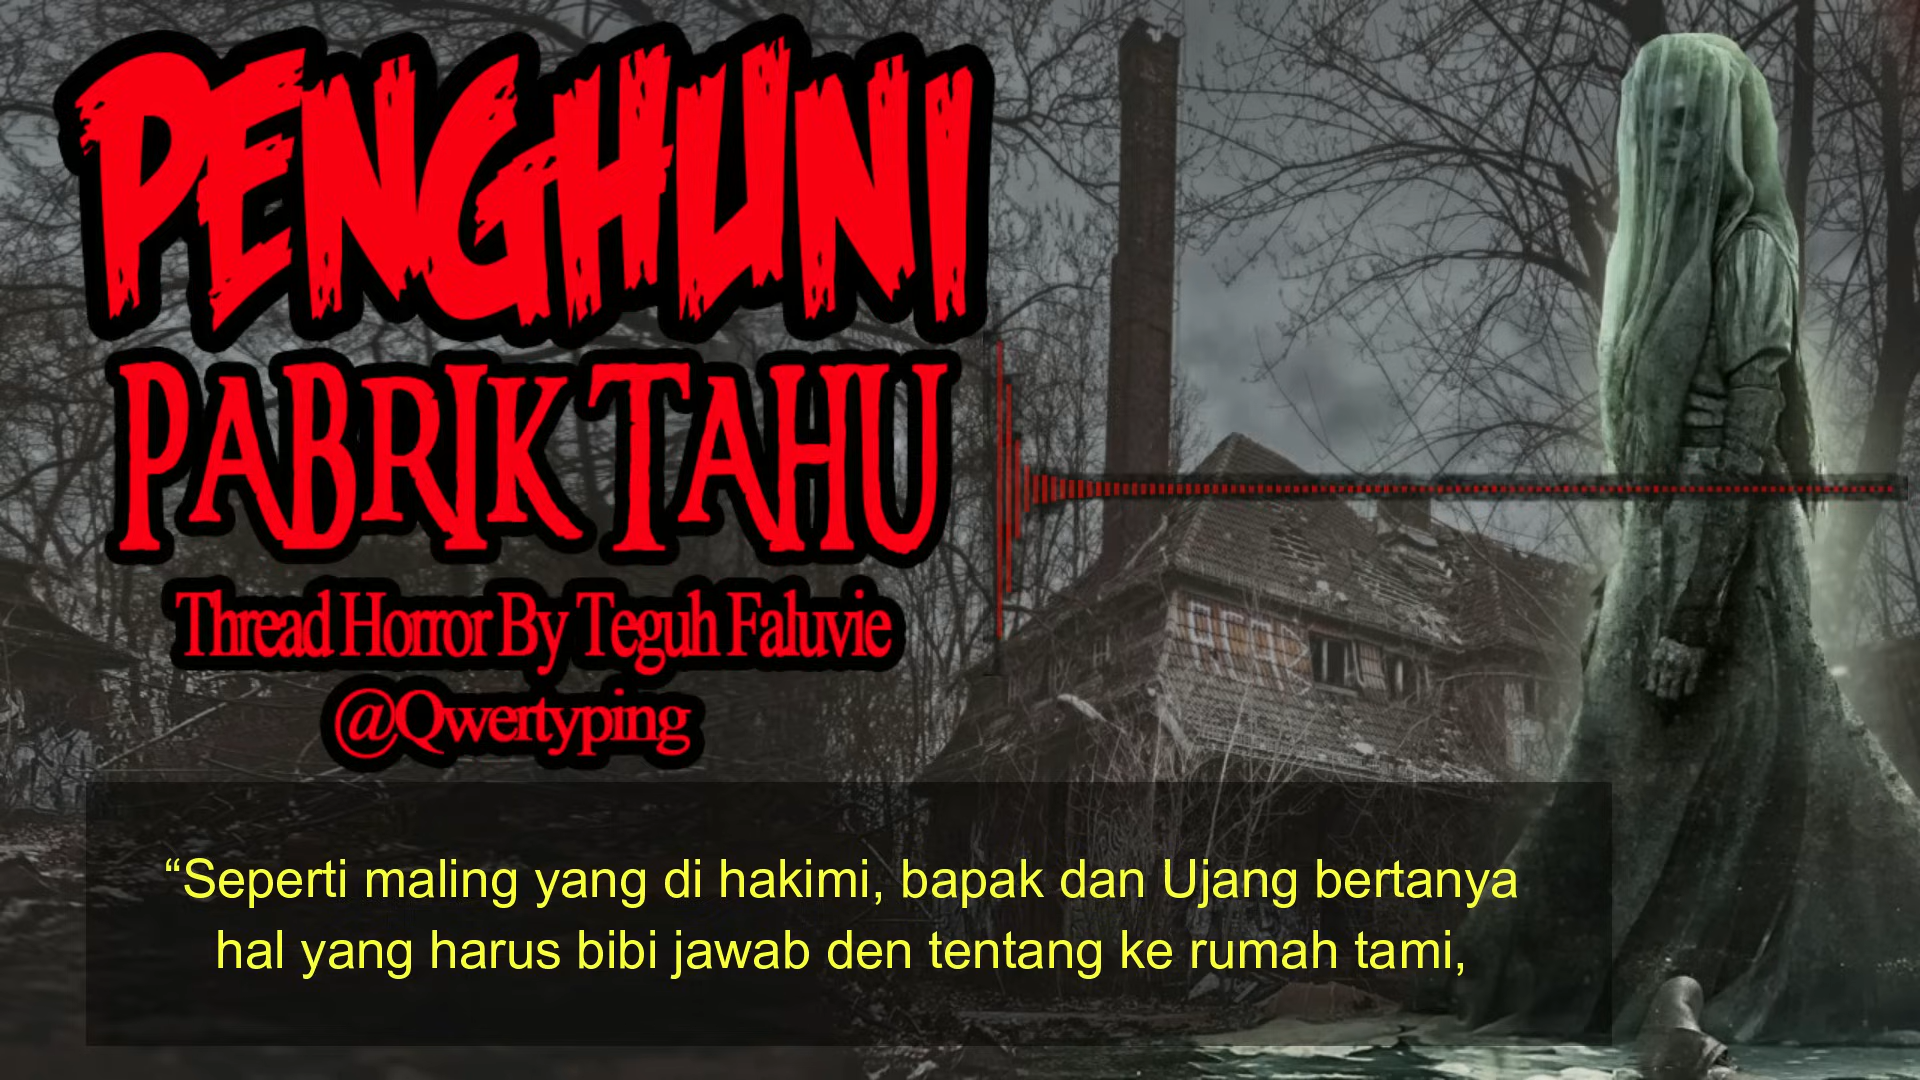 PENGHUNI
PABRIK TAHU
Thread Horror By Teguh Faluvie
@Qwertyping
“Seperti maling yang di hakimi, bapak dan Ujang bertanya
hal yang harus bibi jawab den tentang ke rumah tami,